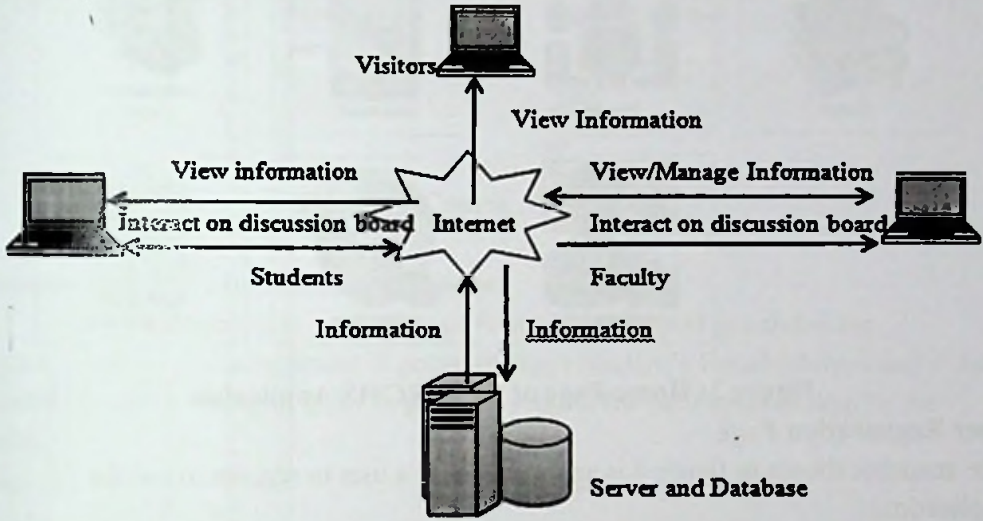 Visitors
View Information
View information
View/Manage Information
Interact on discussion board
Internet
Interact on discussion board
Students
Faculty
Information
Information
Server and Database